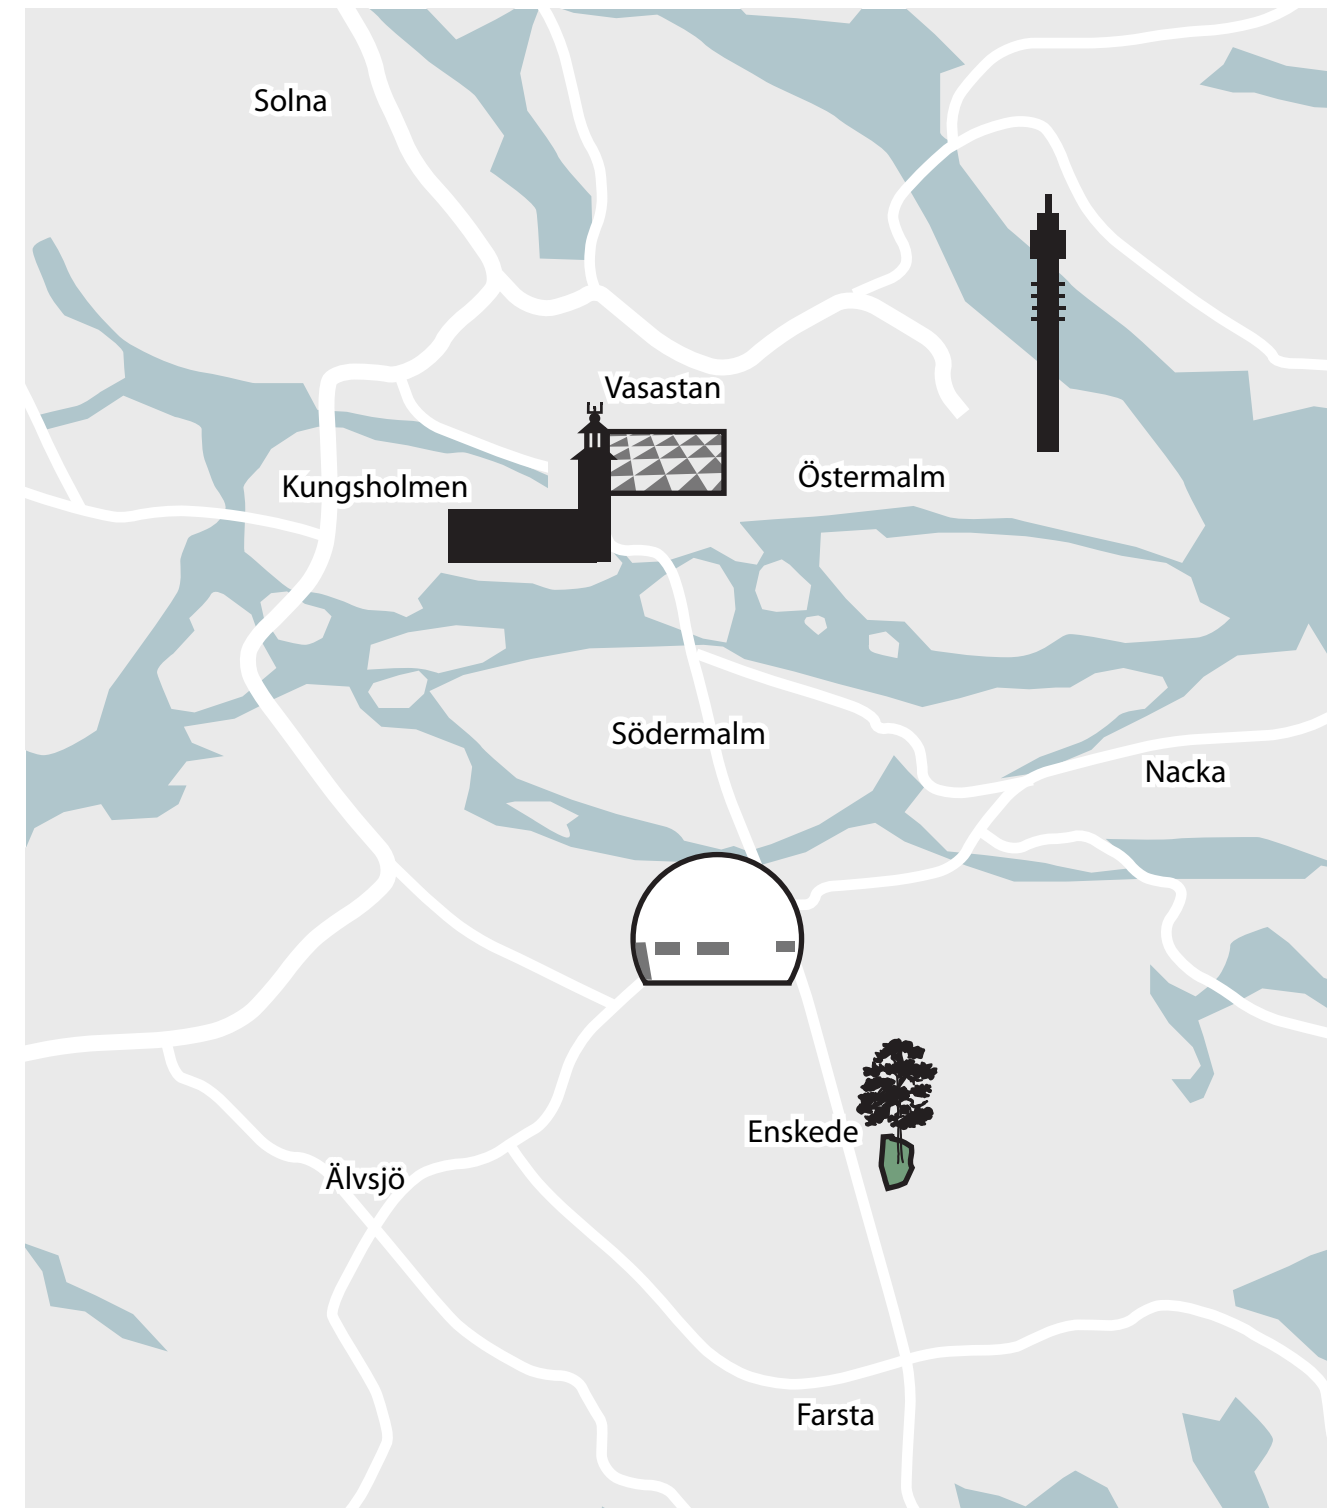 Solna
Vasastan
Kungsholmen
Östermalm
Södermalm
Nacka
Enskede
Älvsjö
Farsta